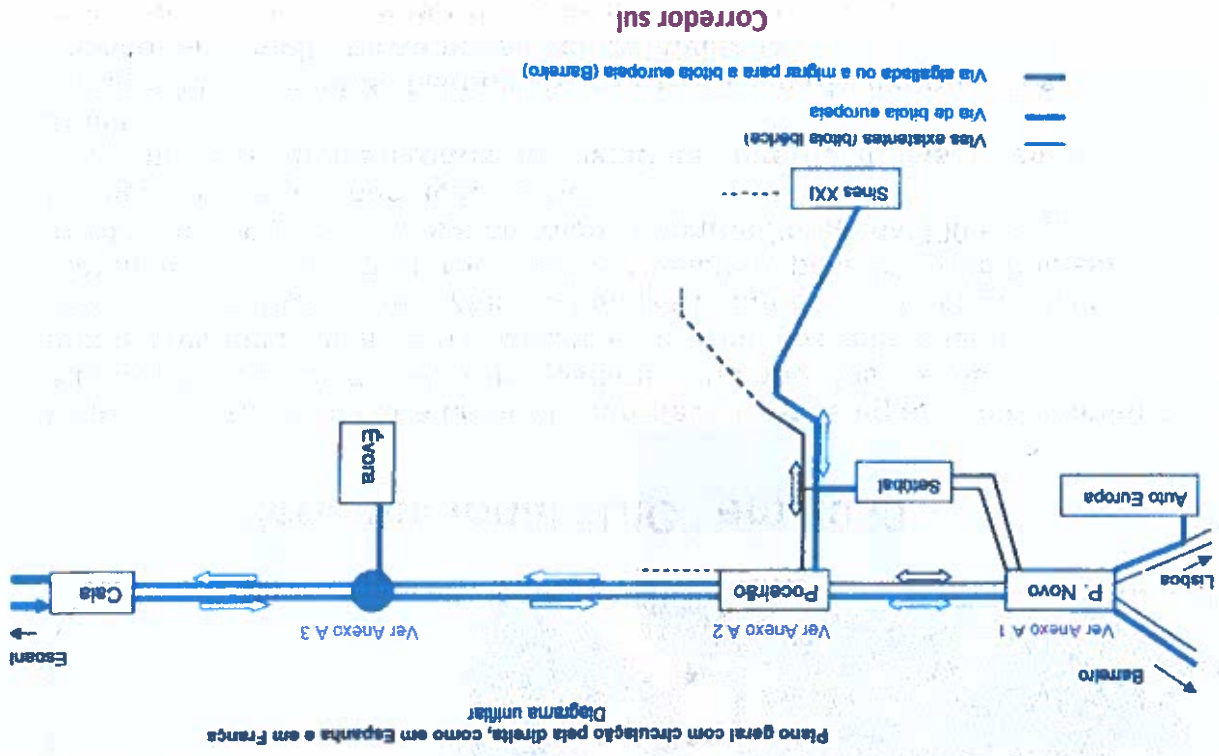 Plano geral com circulação pela direita, como em Espanha e em França
Diagrama unifilar
Barreiro
Ver Anexo A 1
Ver Anexo A 2
Ver Anexo A 3
Lisboa
P. Novo
Poceirão
Caia
Auto Europa
Setúbal
Évora
Sines XXI
Vias existentes (bitola ibérica)
Via de bitola europeia
Via algaliada ou a migrar para a bitola europeia (Barreiro)
Corredor sul